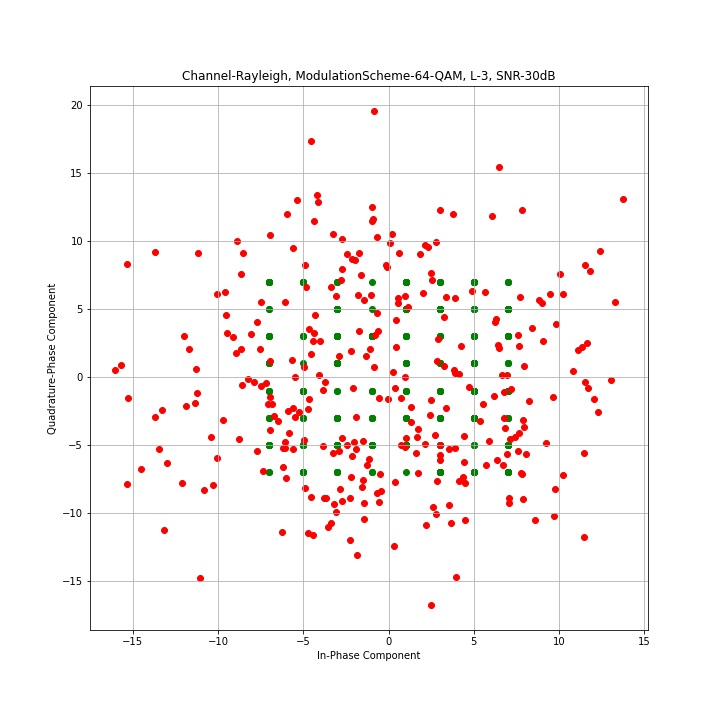 Channel-Rayleigh, ModulationScheme-64-QAM, L-3, SNR-30dB
20
15
10
5
0
−5
−10
−15
Quadrature-Phase Component
−15 −10 −5 0 5 10 15
In-Phase Component